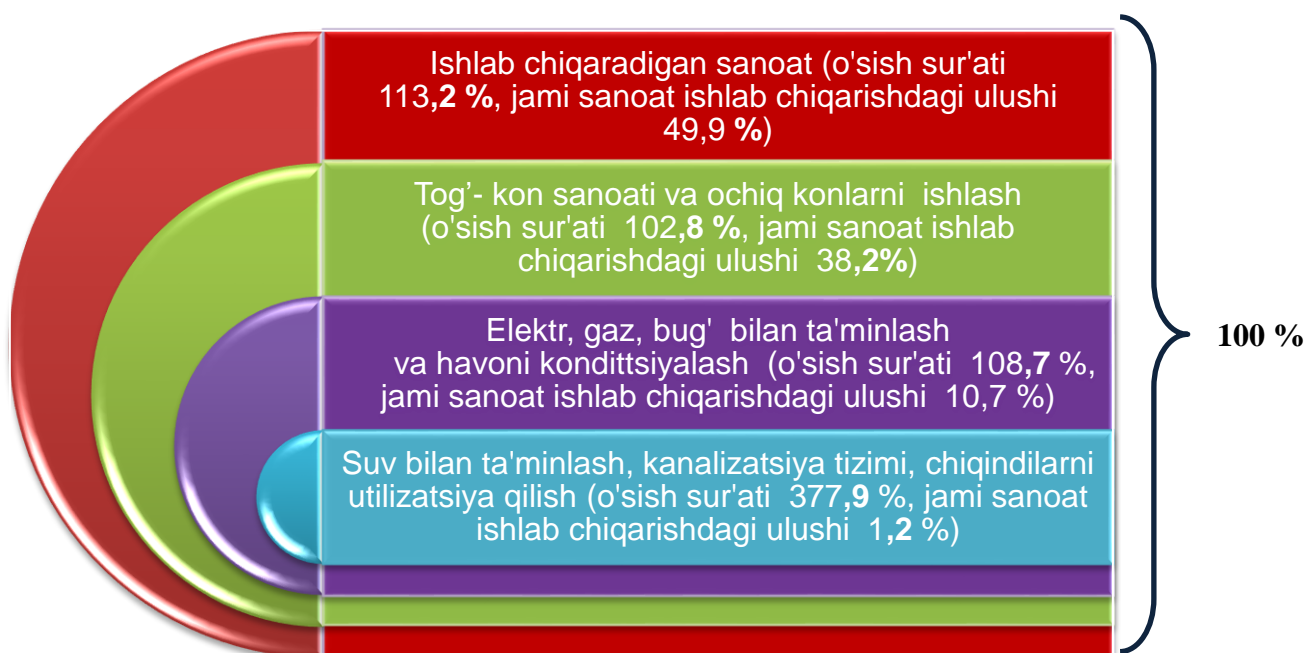 Ishlab chiqaradigan sanoat (o'sish sur'ati
113,2 %, jami sanoat ishlab chiqarishdagi ulushi
49,9 %)
Tog’- kon sanoati va ochiq konlarni ishlash
(o'sish sur'ati 102,8 %, jami sanoat ishlab
chiqarishdagi ulushi 38,2%)
Elektr, gaz, bug' bilan ta'minlash
va havoni kondittsiyalash (o'sish sur'ati 108,7 %,
jami sanoat ishlab chiqarishdagi ulushi 10,7 %)
Suv bilan ta'minlash, kanalizatsiya tizimi, chiqindilarni
utilizatsiya qilish (o'sish sur'ati 377,9 %, jami sanoat
ishlab chiqarishdagi ulushi 1,2 %)
100 %